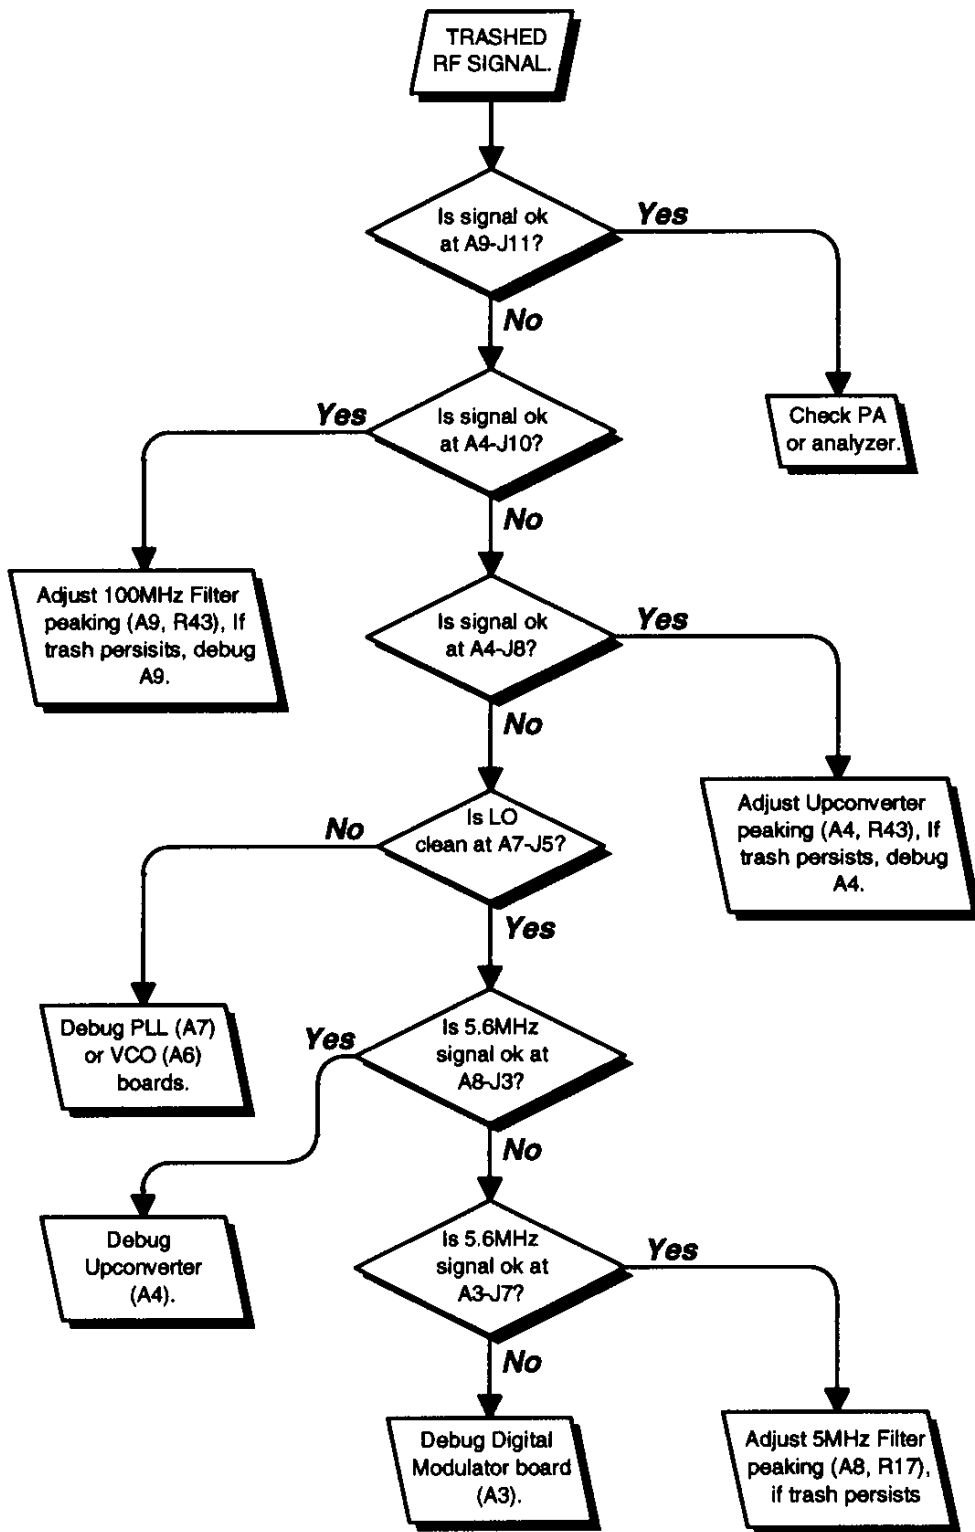 TRASHED
RF SIGNAL.
Is signal ok
at A9-J11?
Yes
No
Check PA
or analyzer.
Is signal ok
at A4-J10?
Yes
No
Adjust 100MHz Filter
peaking (A9, R43), If
trash persisits, debug
A9.
Is signal ok
at A4-J8?
Yes
No
Adjust Upconverter
peaking (A4, R43), If
trash persists, debug
A4.
Is LO
clean at A7-J5?
No
Yes
Debug PLL (A7)
or VCO (A6)
boards.
Is 5.6MHz
signal ok at
A8-J3?
Yes
No
Debug
Upconverter
(A4).
Is 5.6MHz
signal ok at
A3-J7?
Yes
No
Debug Digital
Modulator board
(A3).
Adjust 5MHz Filter
peaking (A8, R17),
if trash persists